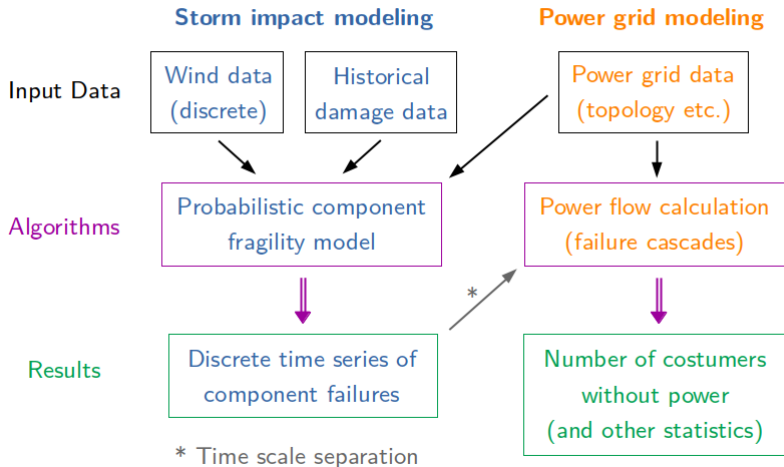 Storm impact modeling
Power grid modeling
Input Data
Wind data
(discrete)
Historical
damage data
Power grid data
(topology etc.)
Algorithms
Probabilistic component
fragility model
Power flow calculation
(failure cascades)
*
Results
Discrete time series of
component failures
Number of costumers
without power
(and other statistics)
* Time scale separation